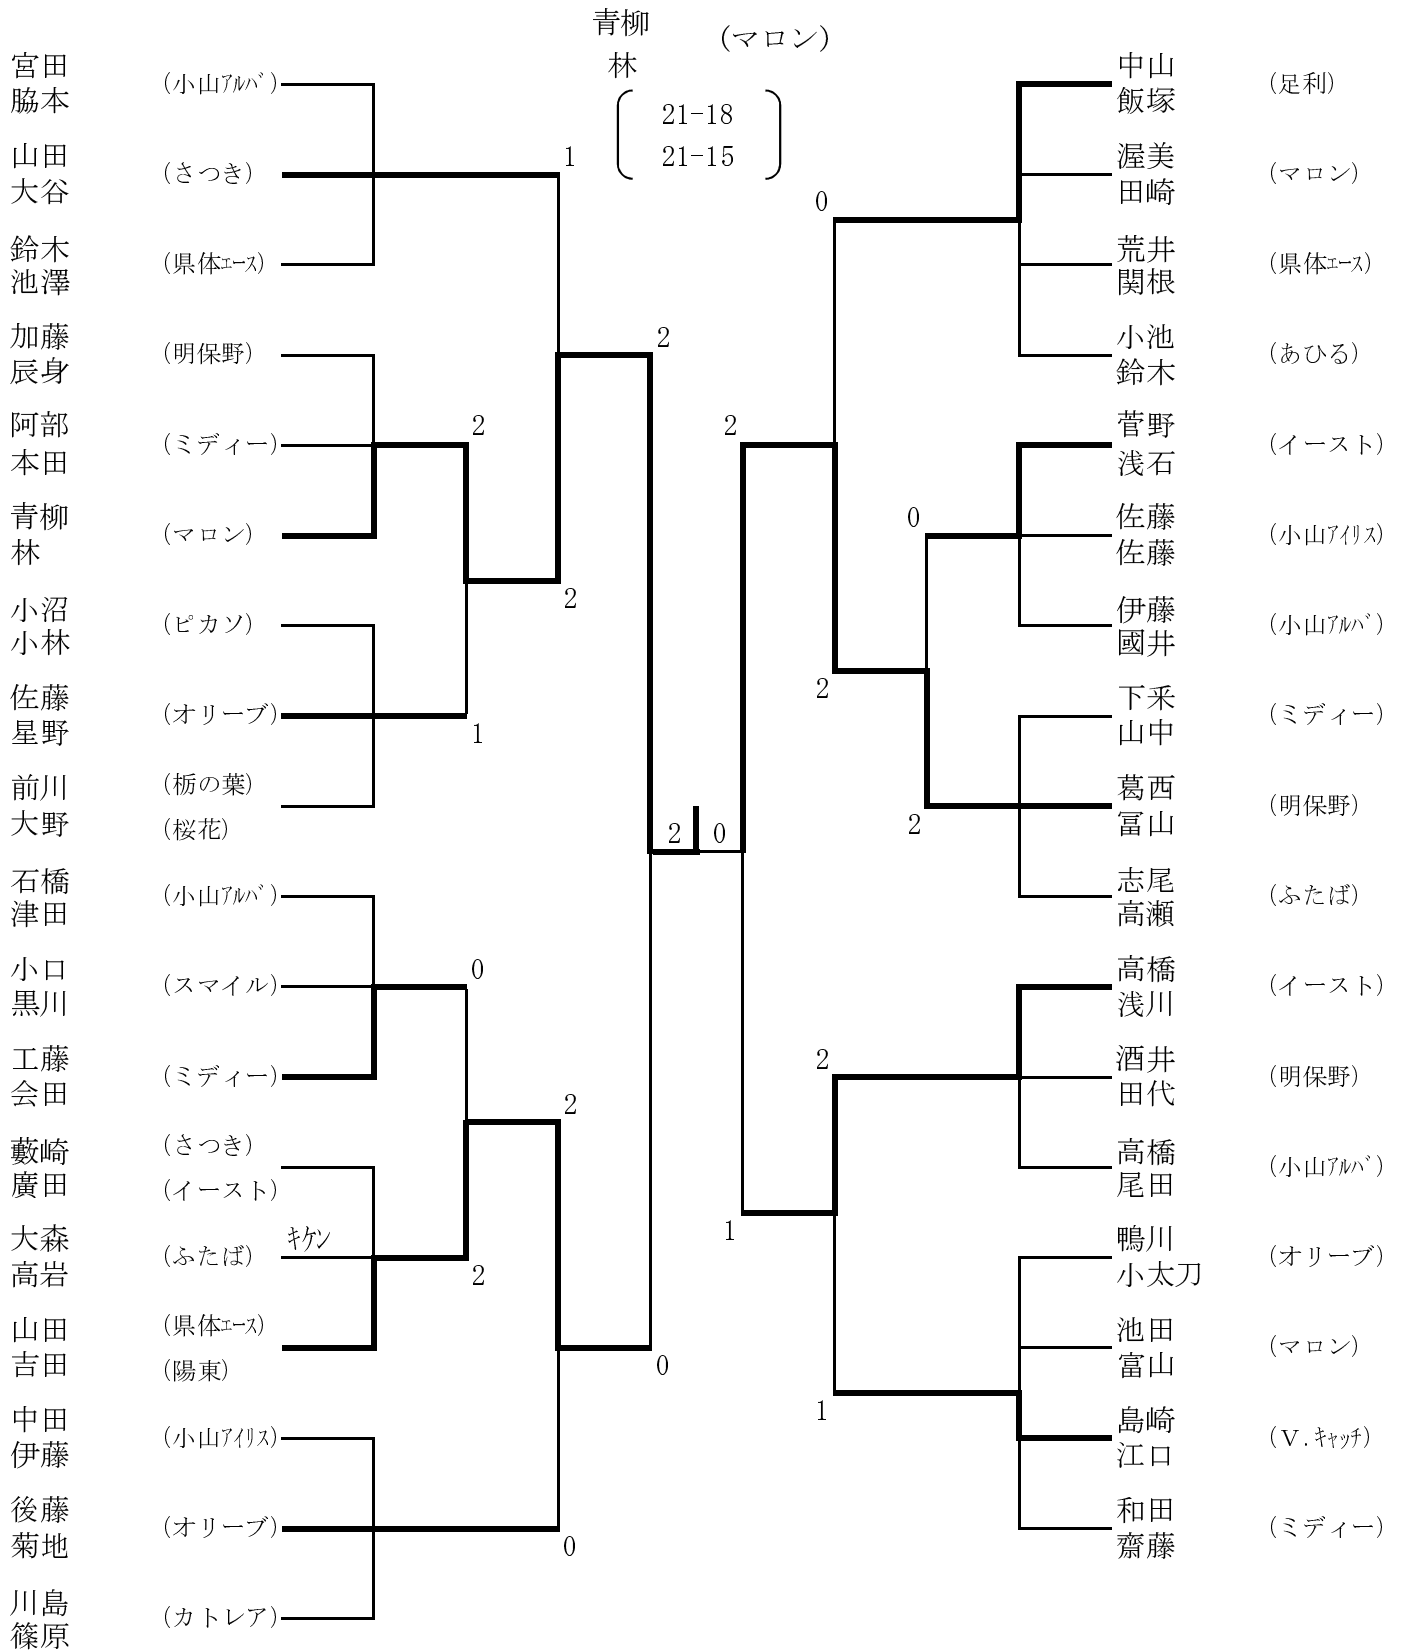 青柳
林
(マロン)
21-18
21-15
宮田
脇本
(小山ｱﾙﾊﾞ)
山田
大谷
(さつき)
鈴木
池澤
(県体ｴｰｽ)
加藤
辰身
(明保野)
阿部
本田
(ミディー)
青柳
林
(マロン)
小沼
小林
(ピカソ)
佐藤
星野
(オリーブ)
前川
大野
(栃の葉)
(桜花)
石橋
津田
(小山ｱﾙﾊﾞ)
小口
黒川
(スマイル)
工藤
会田
(ミディー)
藪崎
廣田
(さつき)
(イースト)
大森
高岩
(ふたば)
ｷｹﾝ
山田
吉田
(県体ｴｰｽ)
(陽東)
中田
伊藤
(小山ｱｲﾘｽ)
後藤
菊地
(オリーブ)
川島
篠原
(カトレア)
1
2
2
2
1
0
2
2
0
0
2
0
0
2
0
2
2
2
1
1
中山
飯塚
(足利)
渥美
田崎
(マロン)
荒井
関根
(県体ｴｰｽ)
小池
鈴木
(あひる)
菅野
浅石
(イースト)
佐藤
佐藤
(小山ｱｲﾘｽ)
伊藤
國井
(小山ｱﾙﾊﾞ)
下釆
山中
(ミディー)
葛西
冨山
(明保野)
志尾
高瀬
(ふたば)
高橋
浅川
(イースト)
酒井
田代
(明保野)
高橋
尾田
(小山ｱﾙﾊﾞ)
鴨川
小太刀
(オリーブ)
池田
富山
(マロン)
島崎
江口
(Ｖ.ｷｬｯﾁ)
和田
齋藤
(ミディー)